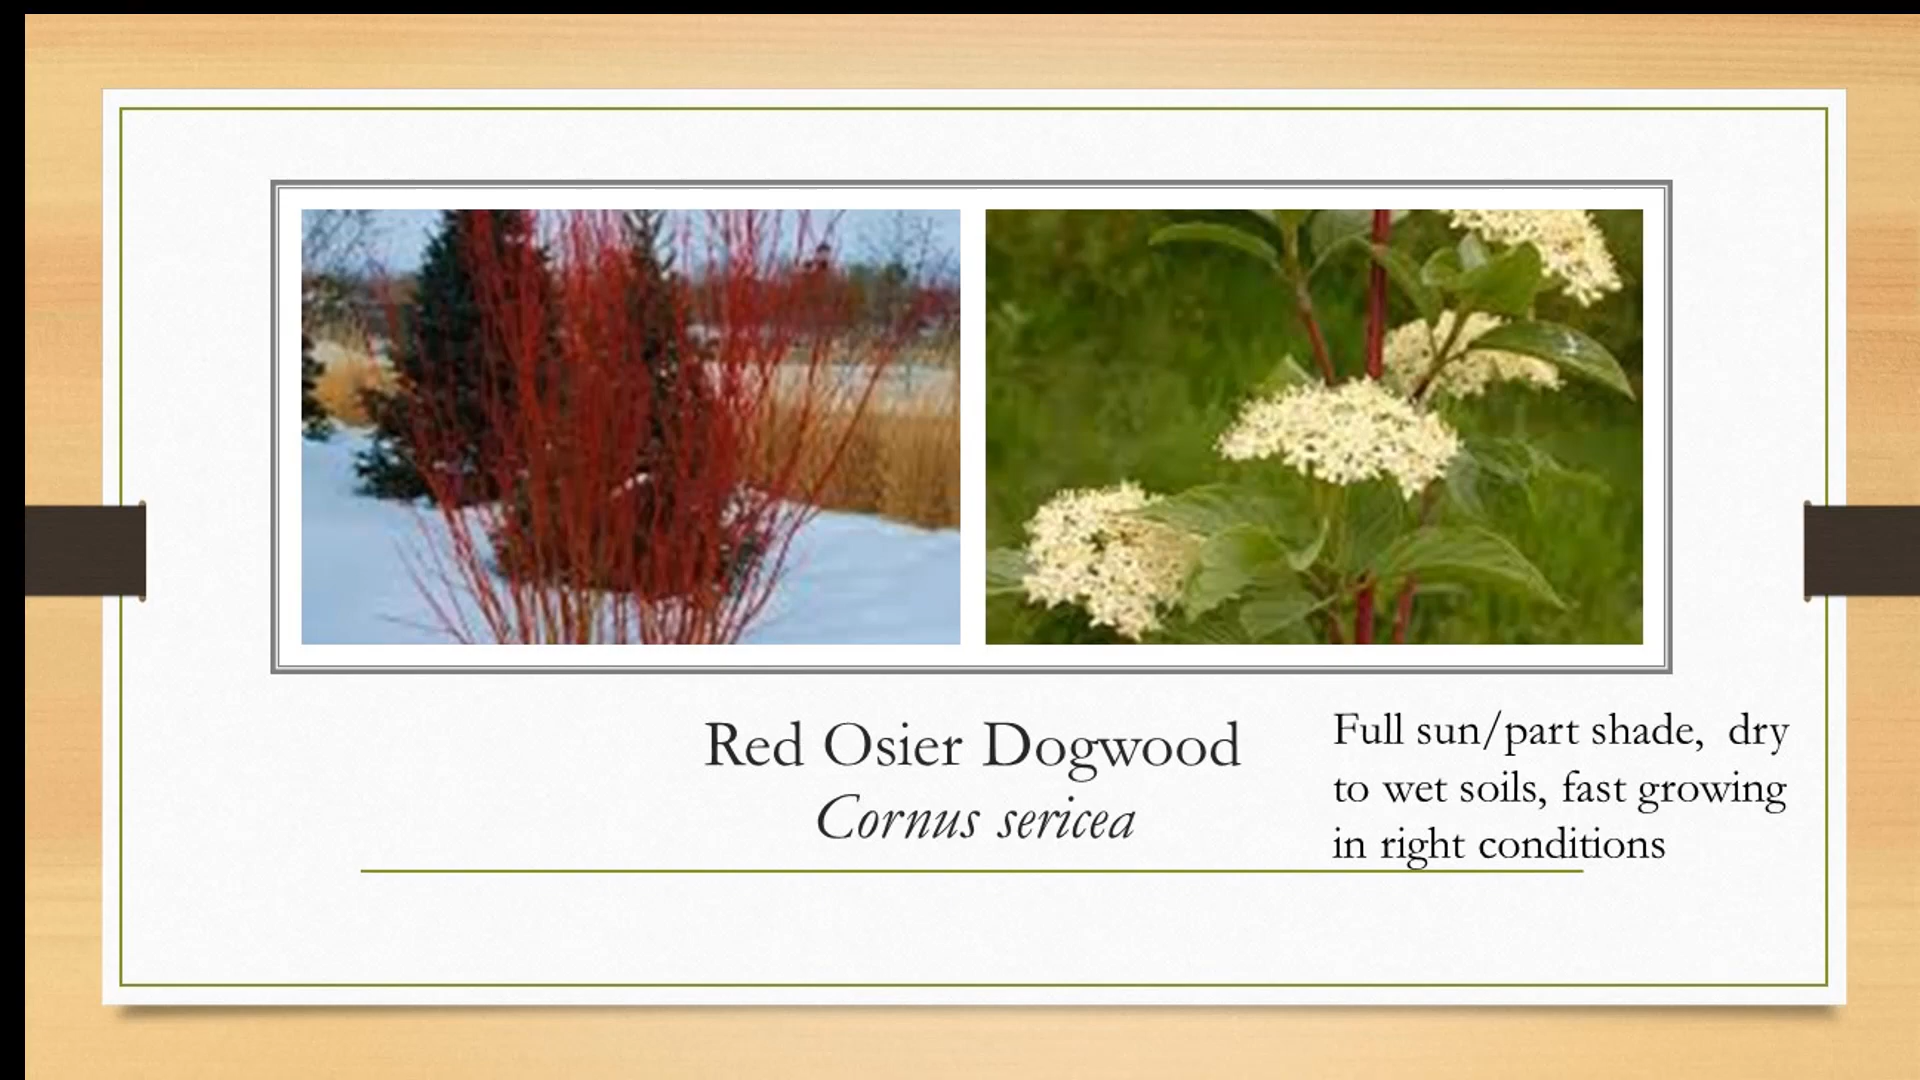 Red Osier Dogwood
Cornus sericea
Full sun/part shade,  dry
to wet soils, fast growing
in right conditions